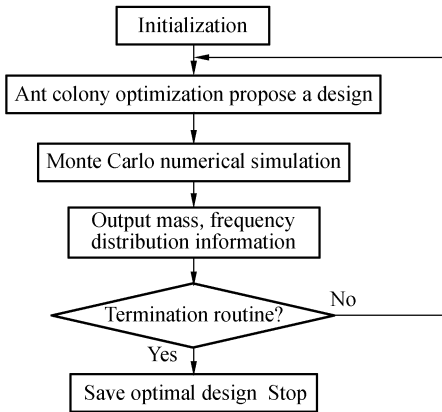 Initialization
Ant colony optimization propose a design
Monte Carlo numerical simulation
Output mass, frequency
distribution information
Termination routine?
No
Yes
Save optimal design  Stop